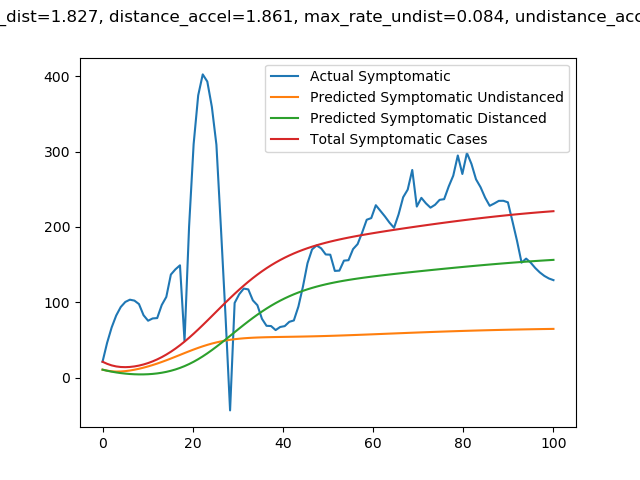 _dist=1.827, distance_accel=1.861, max_rate_undist=0.084, undistance_acc
Actual Symptomatic
Predicted Symptomatic Undistanced
Predicted Symptomatic Distanced
Total Symptomatic Cases
400
300
200
100
0
0 20 40 60 80 100